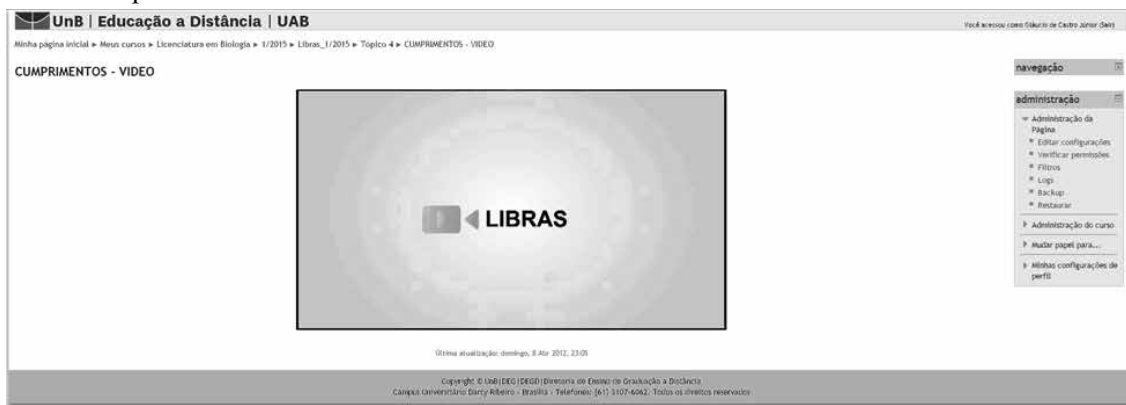 UnB | Educação a Distância | UAB
Você acessou como Gláucio de Castro Júnior (Sair)
Minha página inicial ► Meus cursos ► Licenciatura em Biologia ► 1/2015 ► Libras_1/2015 ► Tópico 4 ► CUMPRIMENTOS - VIDEO
CUMPRIMENTOS - VIDEO
LIBRAS
Última atualização: domingo, 8 Abr 2012, 23:05
navegação
administração
Administração da
Página
Editar configurações
Verificar permissões
Filtros
Logs
Backup
Restaurar
Administração do curso
Mudar papel para...
Minhas configurações de
perfil
Copyright © UnB|DEG|DEGD|Diretoria de Ensino de Graduação a Distância
Campus Universitário Darcy Ribeiro - Brasília - Telefones: (61) 3107-6062. Todos os direitos reservados